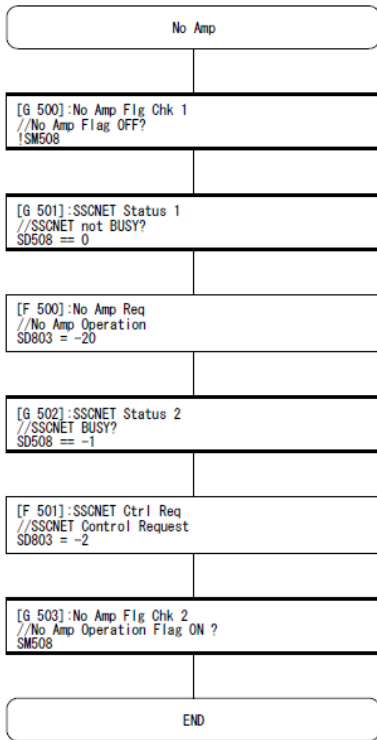 No Amp
[G 500]:No Amp Flg Chk 1
//No Amp Flag OFF?
!SM508
[G 501]:SSCNET Status 1
//SSCNET not BUSY?
SD508 == 0
[F 500]:No Amp Req
//No Amp Operation
SD803 = -20
[G 502]:SSCNET Status 2
//SSCNET BUSY?
SD508 == -1
[F 501]:SSCNET Ctrl Req
//SSCNET Control Request
SD803 = -2
[G 503]:No Amp Flg Chk 2
//No Amp Operation Flag ON ?
SM508
END